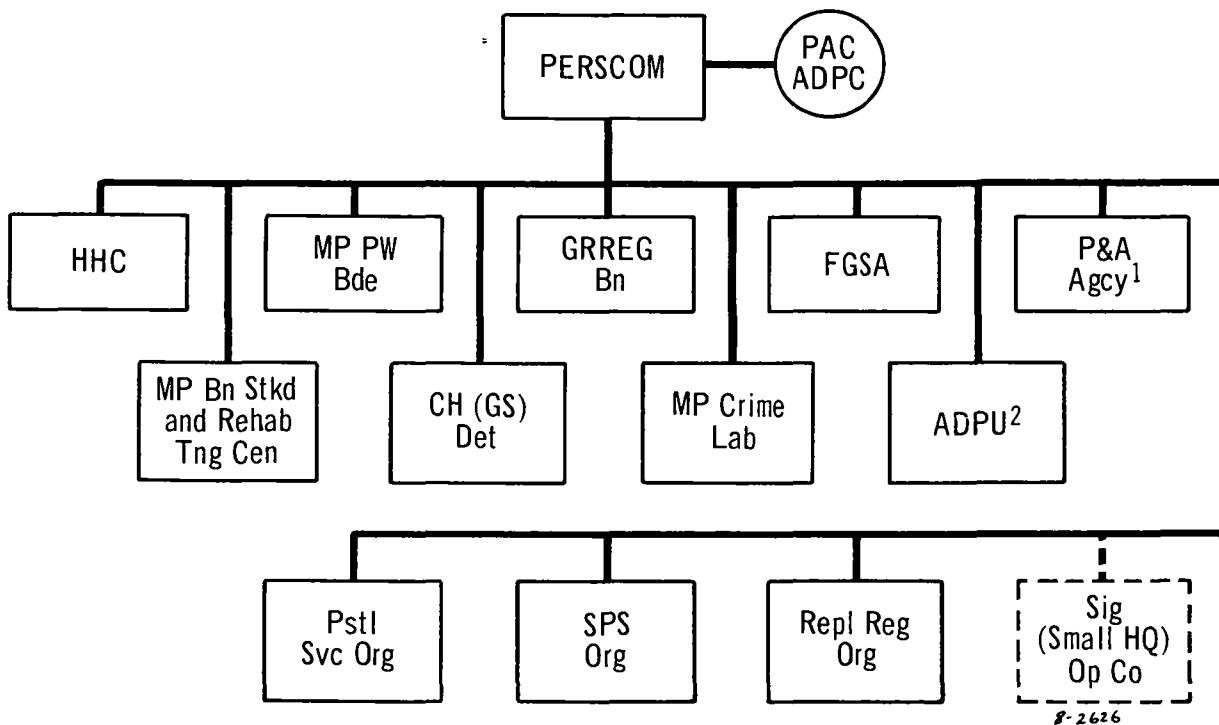 PERSCOM
PAC
ADPC
HHC
MP PW
Bde
GRREG
Bn
FGSA
P&A
Agcy¹
MP Bn Stkd
and Rehab
Tng Cen
CH (GS)
Det
MP Crime
Lab
ADPU²
Pstl
Svc Org
SPS
Org
Repl Reg
Org
Sig
(Small HQ)
Op Co
8-2626